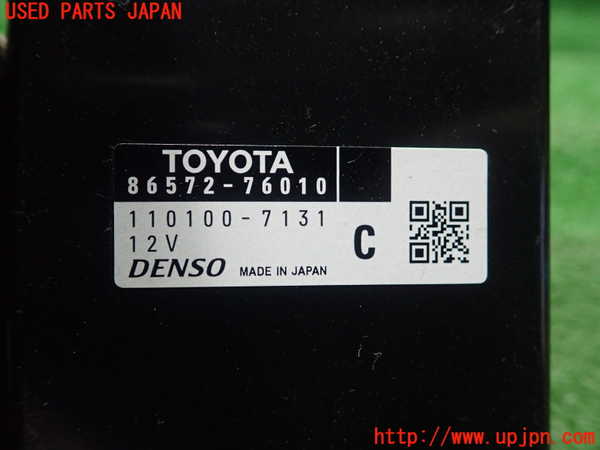 USED PARTS JAPAN
TOYOTA
86572-76010
110100-7131
12V
C
DENSO
MADE IN JAPAN
http://www.upjpn.com/